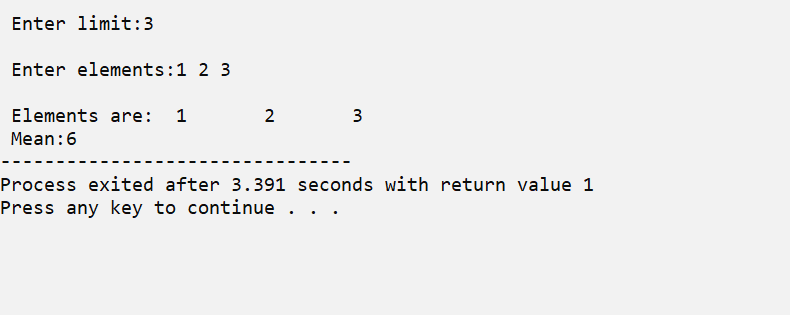 Enter limit:3
Enter elements:1 2 3
Elements are:  1       2       3
Mean:6
--------------------------------
Process exited after 3.391 seconds with return value 1
Press any key to continue . . .